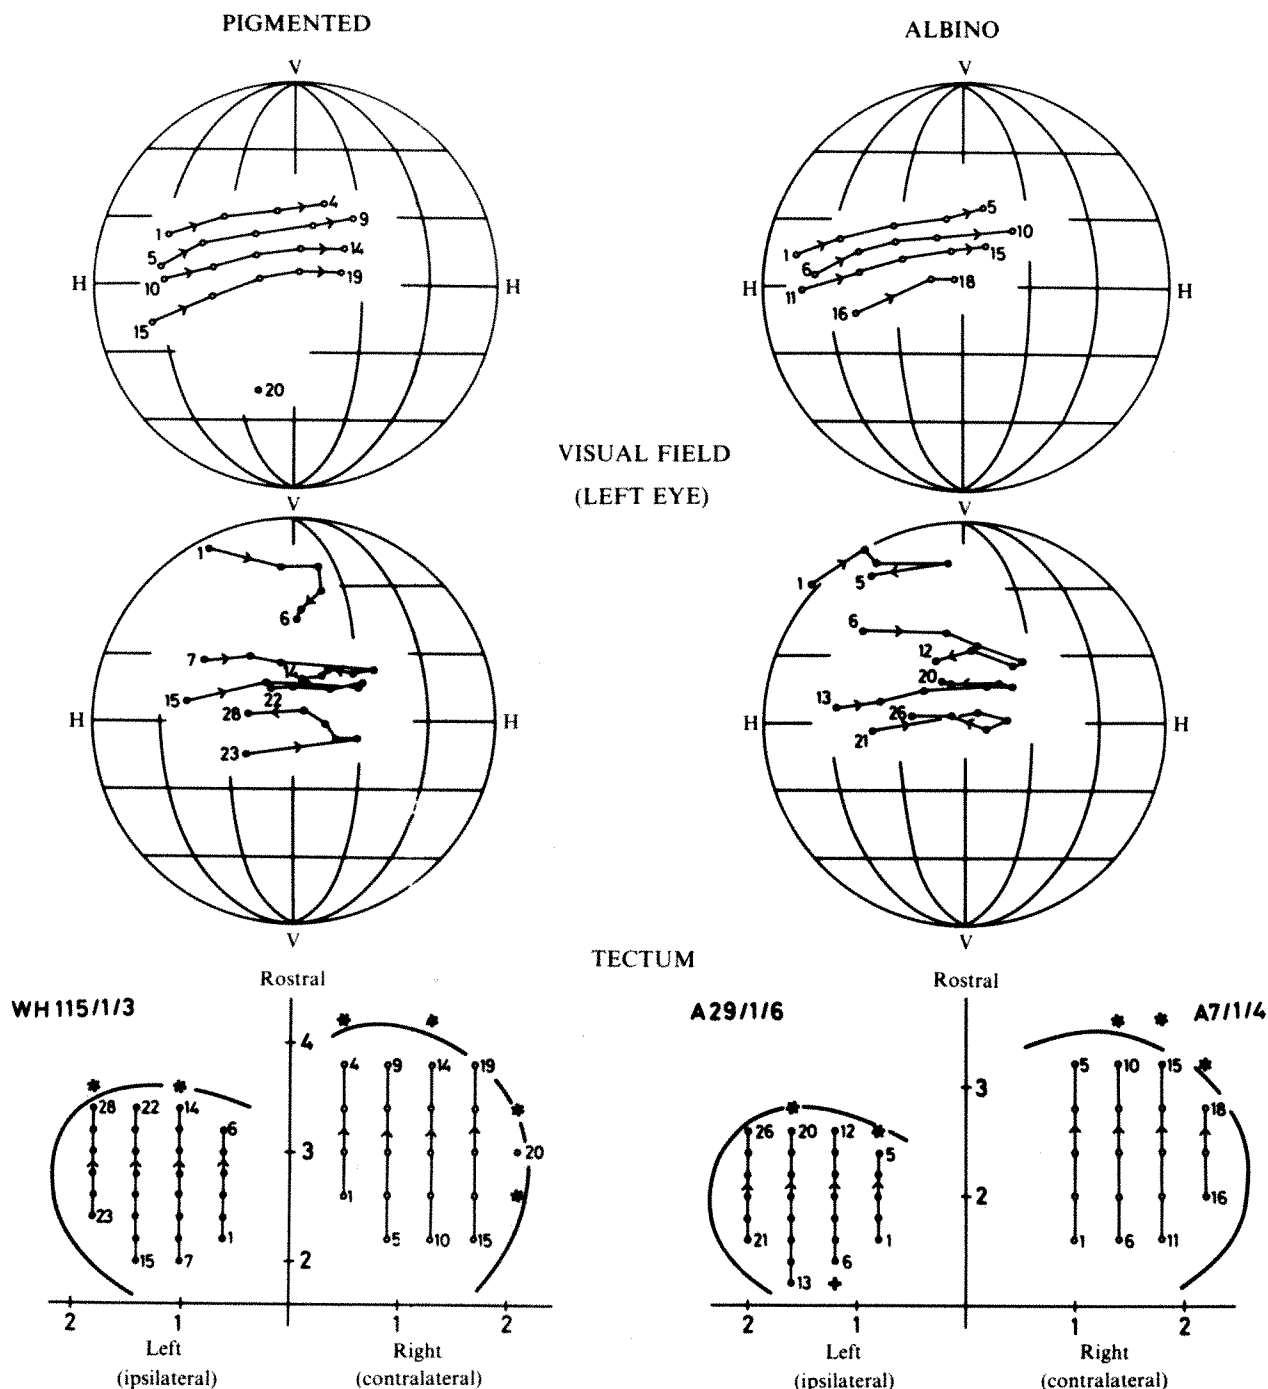 PIGMENTED
ALBINO
V
V
4
9
1
5
14
10
19
15
20
H
H
5
10
1
6
15
11
18
16
H
H
VISUAL FIELD
(LEFT EYE)
V
V
1
6
7
14
15
22
28
23
H
H
1
5
6
12
20
13
26
21
H
H
V
V
TECTUM
Rostral
Rostral
WH 115/1/3
A29/1/6
A7/1/4
4
3
2
28
22
14
6
23
15
7
1
4
9
14
19
20
1
5
10
15
3
2
26
20
12
5
21
13
6
1
5
10
15
18
16
1
6
11
2
1
1
2
2
1
1
2
Left
Right
Left
Right
(ipsilateral)
(contralateral)
(ipsilateral)
(contralateral)